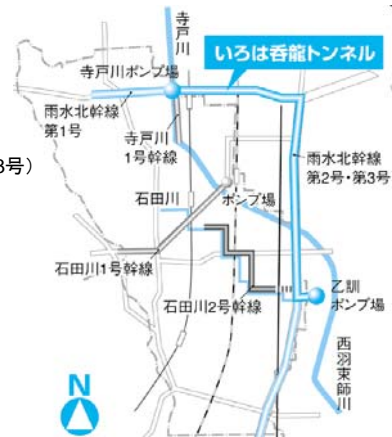 寺戸川
いろは呑龍トンネル
寺戸川ポンプ場
雨水北幹線
第1号
寺戸川
1号幹線
3号）
雨水北幹線
第2号・第3号
石田川
ポンプ場
石田川1号幹線
石田川2号幹線
乙訓
ポンプ場
西羽束師川
N